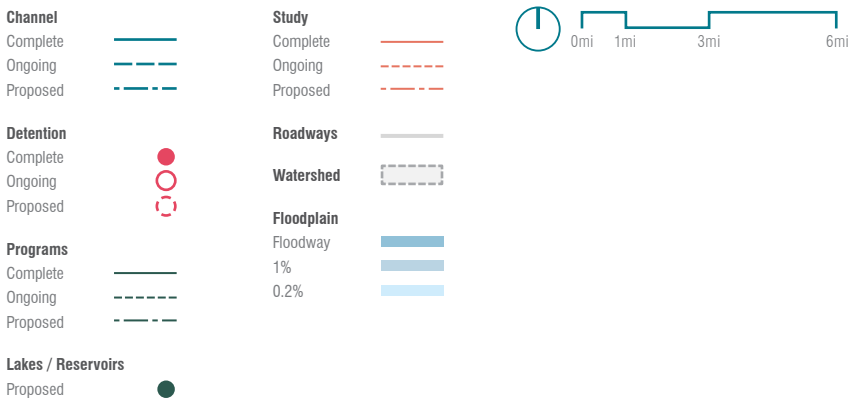 Channel
Complete
Ongoing
Proposed
Detention
Complete
Ongoing
Proposed
Programs
Complete
Ongoing
Proposed
Lakes / Reservoirs
Proposed
Study
Complete
Ongoing
Proposed
Roadways
Watershed
Floodplain
Floodway
1%
0.2%
0mi 1mi 3mi 6mi